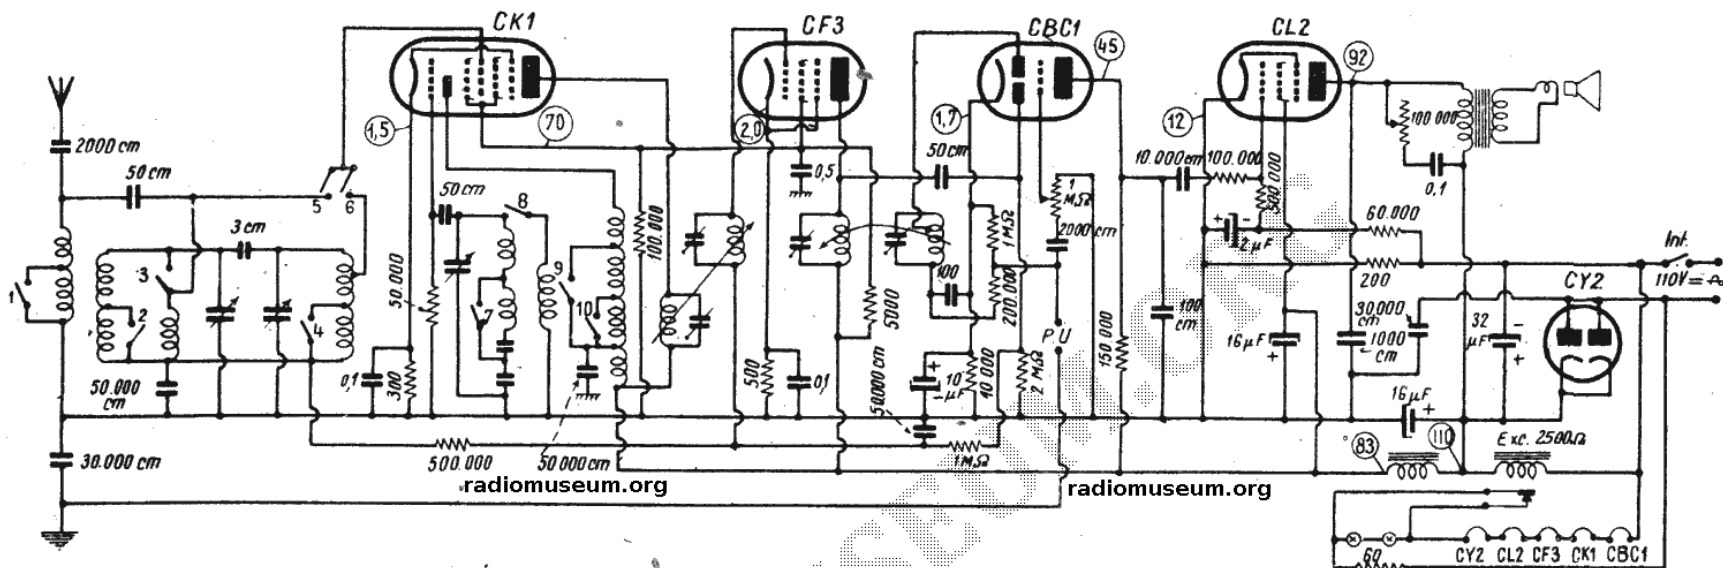 CK1
CF3
CBC1
CL2
45
92
1,5
70
2,0
1,7
12
2000 cm
50 cm
50 cm
50 cm
10.000 cm
100.000
100 000
500 000
0,1
5
6
8
0,5
1
MΩ
2000 cm
1 MΩ
3 cm
3
2
4
1
9
10
7
50.000
100.000
5000
100
200.000
2 µF
60.000
200
Int.
110V
CY2
30.000
cm
1000
cm
32
µF
16 µF
100
cm
150 000
P.U
50.000
cm
0,1
300
500
0,1
50.000 cm
10
µF
10 000
2 MΩ
16 µF
30.000 cm
500.000
50 000 cm
1 MΩ
83
110
Exc. 2500Ω
radiomuseum.org
radiomuseum.org
60
CY2
CL2
CF3
CK1
CBC1